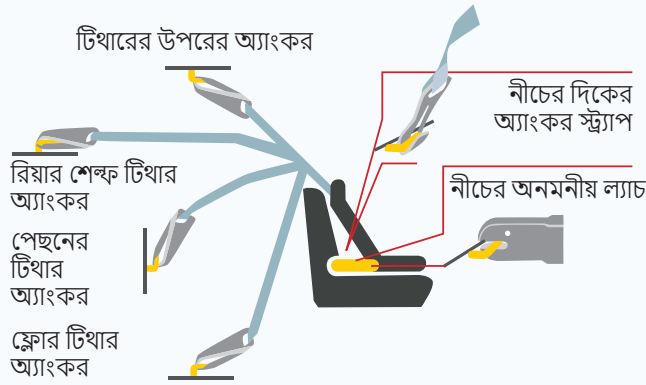 টিথারের উপরের অ্যাংকর
নীচের দিকের
অ্যাংকর স্ট্র্যাপ
রিয়ার শেল্ফ টিথার
অ্যাংকর
নীচের অনমনীয় ল্যাচ
পেছনের
টিথার
অ্যাংকর
ফ্লোর টিথার
অ্যাংকর